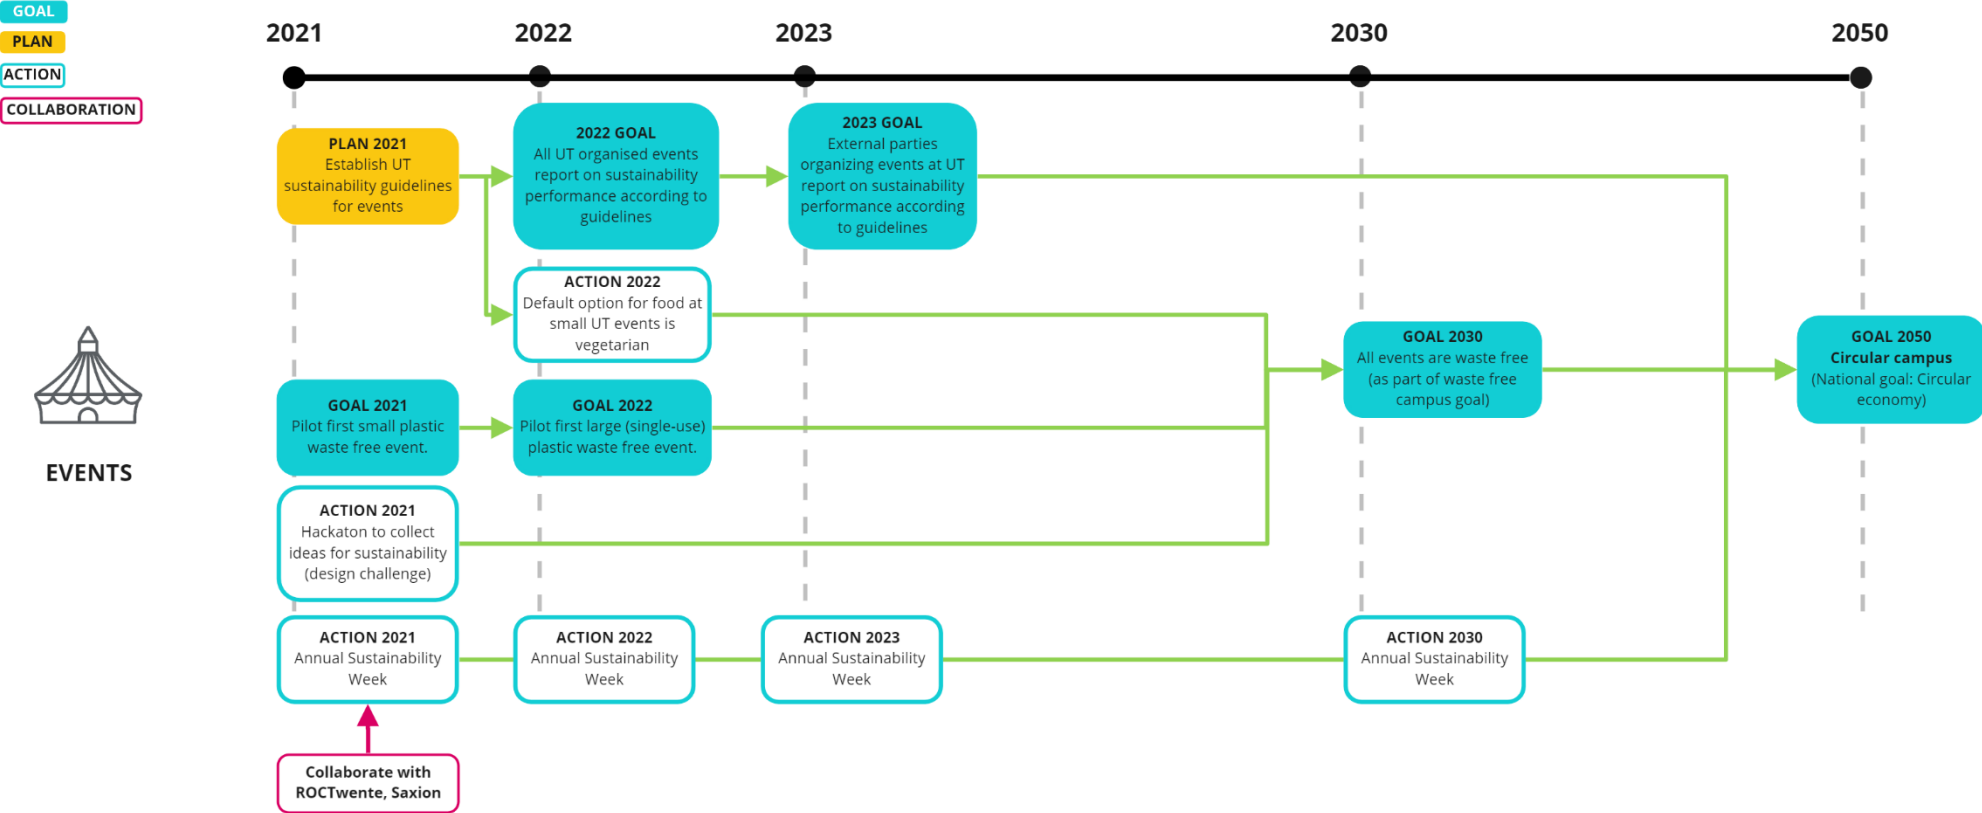 GOAL
PLAN
ACTION
COLLABORATION
2021
2022
2023
2030
2050
PLAN 2021
Establish UT
sustainability guidelines
for events
2022 GOAL
All UT organised events
report on sustainability
performance according to
guidelines
2023 GOAL
External parties
organizing events at UT
report on sustainability
performance according
to guidelines
ACTION 2022
Default option for food at
small UT events is
vegetarian
GOAL 2030
All events are waste free
(as part of waste free
campus goal)
GOAL 2050
Circular campus
(National goal: Circular
economy)
EVENTS
GOAL 2021
Pilot first small plastic
waste free event.
GOAL 2022
Pilot first large (single-use)
plastic waste free event.
ACTION 2021
Hackaton to collect
ideas for sustainability
(design challenge)
ACTION 2021
Annual Sustainability
Week
ACTION 2022
Annual Sustainability
Week
ACTION 2023
Annual Sustainability
Week
ACTION 2030
Annual Sustainability
Week
Collaborate with
ROCTwente, Saxion